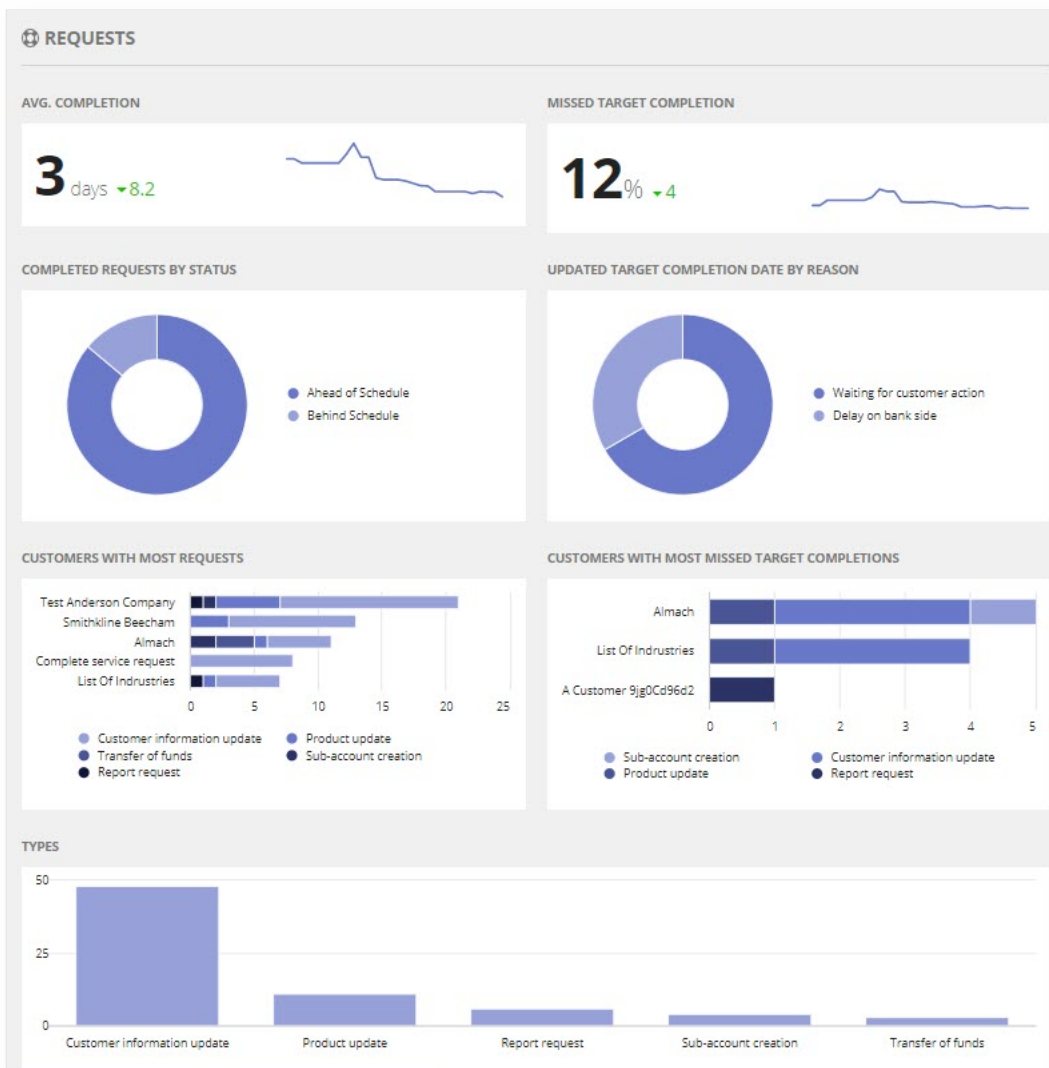 REQUESTS
AVG. COMPLETION
3 days 8.2
MISSED TARGET COMPLETION
12% 4
COMPLETED REQUESTS BY STATUS
Ahead of Schedule
Behind Schedule
UPDATED TARGET COMPLETION DATE BY REASON
Waiting for customer action
Delay on bank side
CUSTOMERS WITH MOST REQUESTS
Test Anderson Company
Smithkline Beecham
Almach
Complete service request
List Of Indrustries
0 5 10 15 20 25
Customer information update Product update
Transfer of funds Sub-account creation
Report request
CUSTOMERS WITH MOST MISSED TARGET COMPLETIONS
Almach
List Of Indrustries
A Customer 9jg0Cd96d2
0 1 2 3 4 5
Sub-account creation Customer information update
Product update Report request
TYPES
50
25
0
Customer information update Product update Report request Sub-account creation Transfer of funds